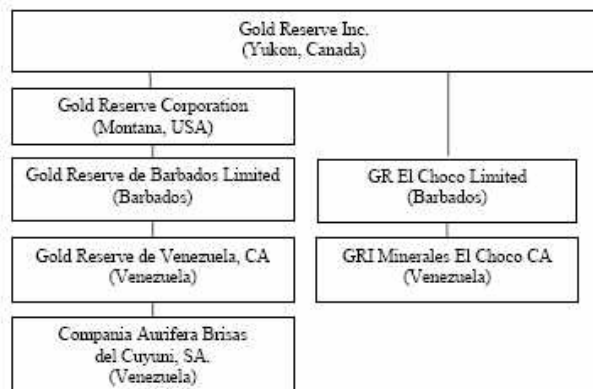 Gold Reserve Inc.
(Yukon, Canada)
Gold Reserve Corporation
(Montana, USA)
Gold Reserve de Barbados Limited
(Barbados)
GR El Choco Limited
(Barbados)
Gold Reserve de Venezuela, CA
(Venezuela)
GRI Minerales El Choco CA
(Venezuela)
Compania Aurifera Brisas
del Cuyuni, SA.
(Venezuela)